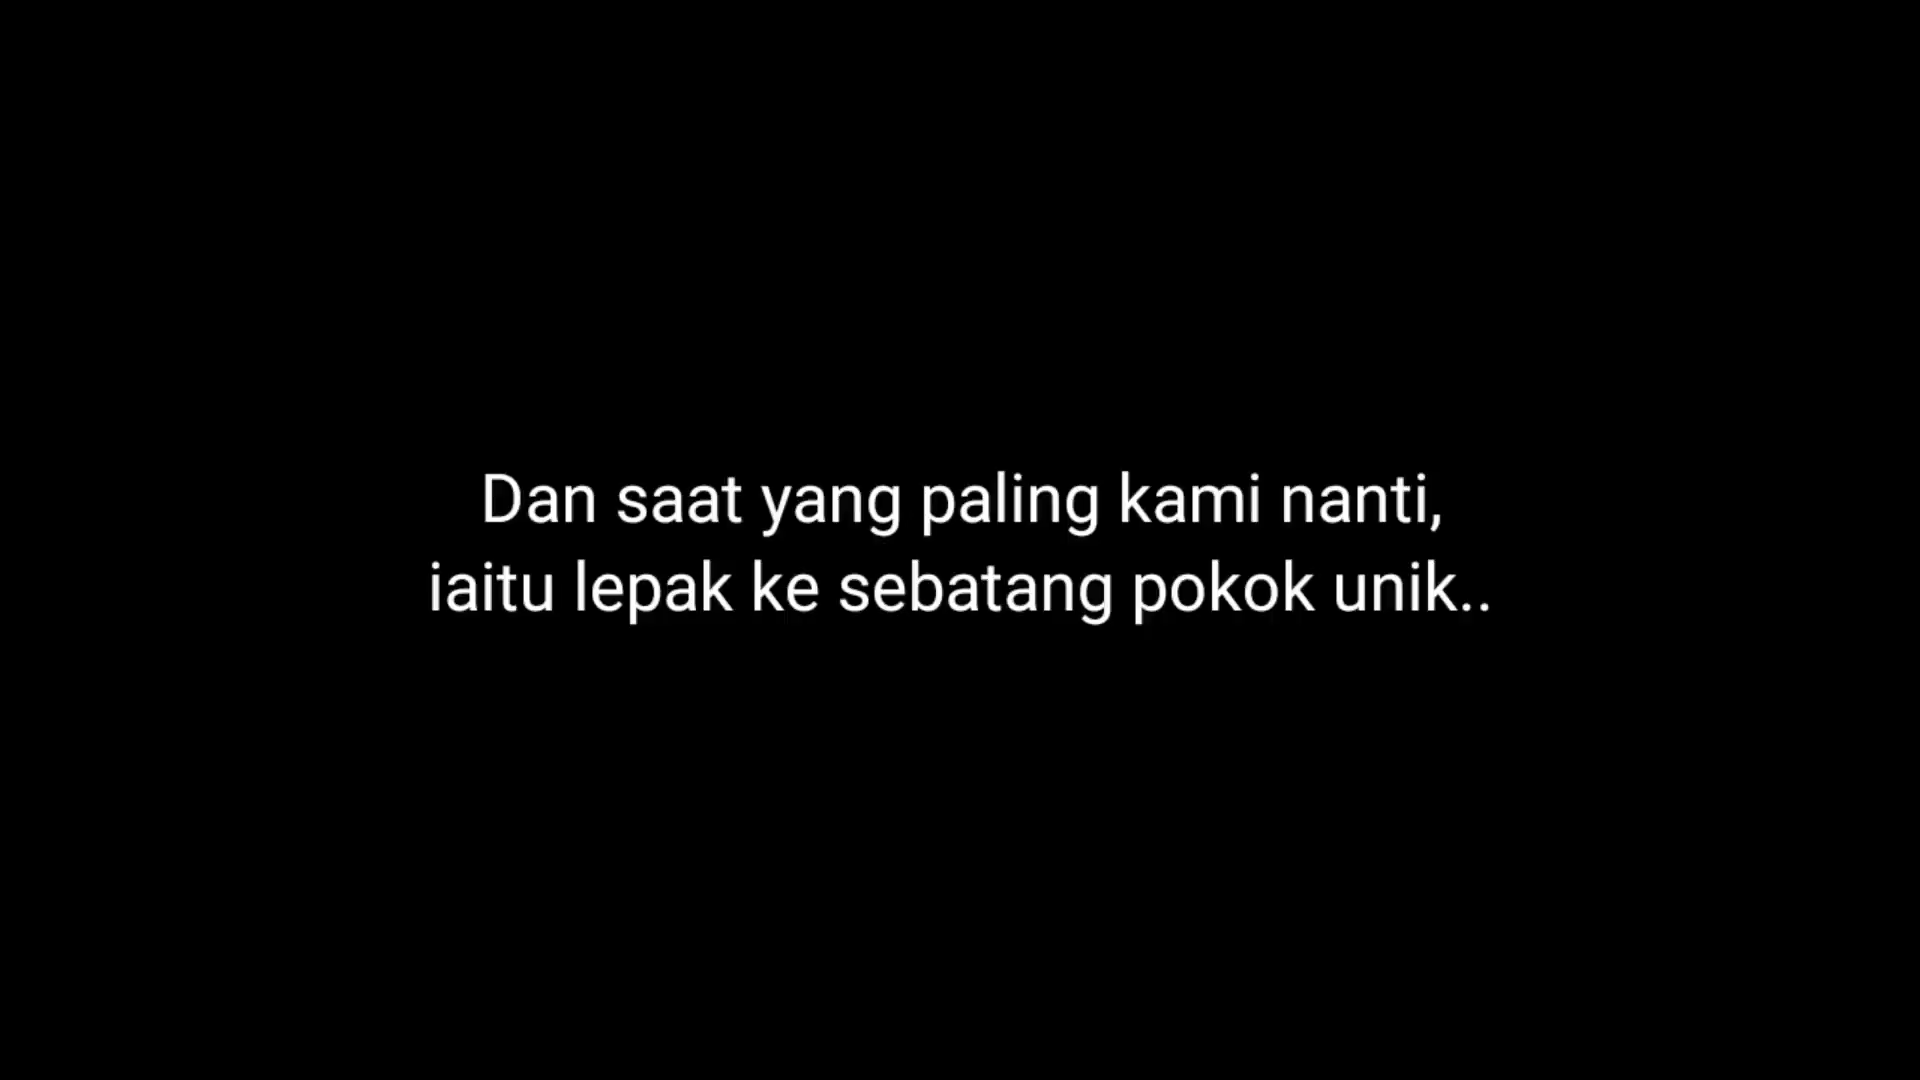 Dan saat yang paling kami nanti,
iaitu lepak ke sebatang pokok unik..